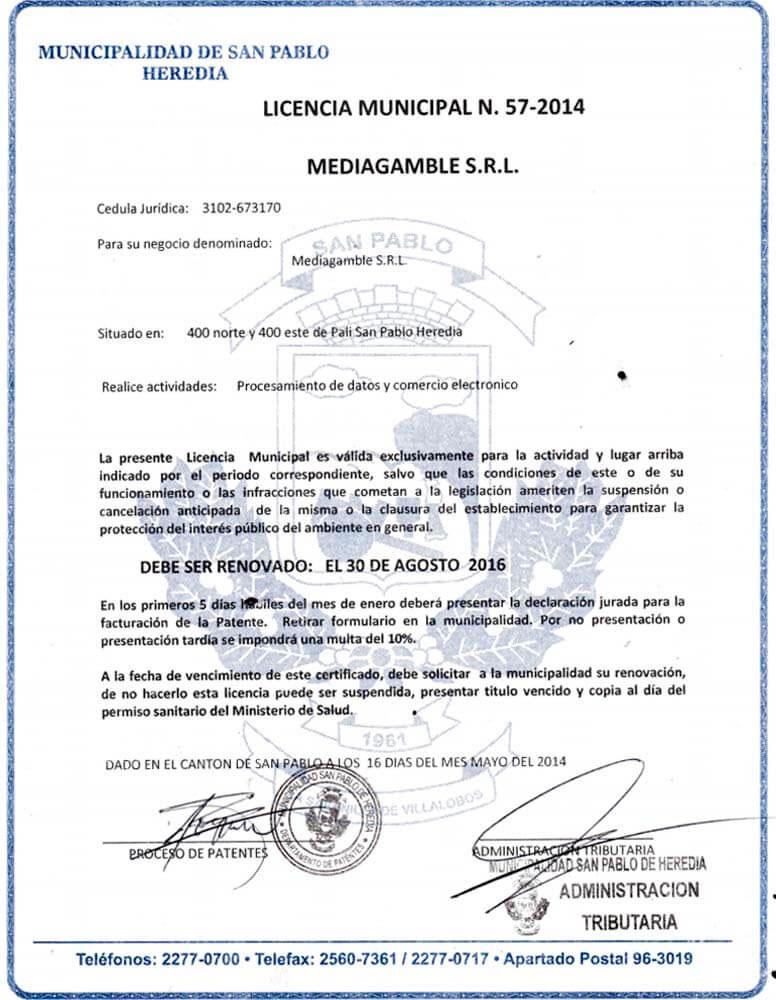 MUNICIPALIDAD DE SAN PABLO
HEREDIA
LICENCIA MUNICIPAL N. 57-2014
MEDIAGAMBLE S.R.L.
Cedula Jurídica: 3102-673170
Para su negocio denominado:
SAN PABLO
Mediagamble S.R.L.
Situado en: 400 norte y 400 este de Pali San Pablo Heredia
Realice actividades: Procesamiento de datos y comercio electronico
La presente Licencia Municipal es válida exclusivamente para la actividad y lugar arriba
indicado por el periodo correspondiente, salvo que las condiciones de este o de su
funcionamiento o las infracciones que cometan a la legislación ameriten la suspensión o
cancelación anticipada de la misma o la clausura del establecimiento para garantizar la
protección del interés público del ambiente en general.
DEBE SER RENOVADO: EL 30 DE AGOSTO 2016
En los primeros 5 días hábiles del mes de enero deberá presentar la declaración jurada para la
facturación de la Patente. Retirar formulario en la municipalidad. Por no presentación o
presentación tardía se impondrá una multa del 10%.
A la fecha de vencimiento de este certificado, debe solicitar a la municipalidad su renovación,
de no hacerlo esta licencia puede ser suspendida, presentar titulo vencido y copia al día del
permiso sanitario del Ministerio de Salud.
1961
DADO EN EL CANTON DE SAN PABLO A LOS 16 DIAS DEL MES MAYO DEL 2014
MUNICIPALIDAD SAN PABLO DE HEREDIA
DEPARTAMENTO DE PATENTES
DE VILLALOBOS
PROCESO DE PATENTES
ADMINISTRACION TRIBUTARIA
MUNICIPALIDAD SAN PABLO DE HEREDIA
ADMINISTRACION
TRIBUTARIA
Teléfonos: 2277-0700 • Telefax: 2560-7361 / 2277-0717 • Apartado Postal 96-3019